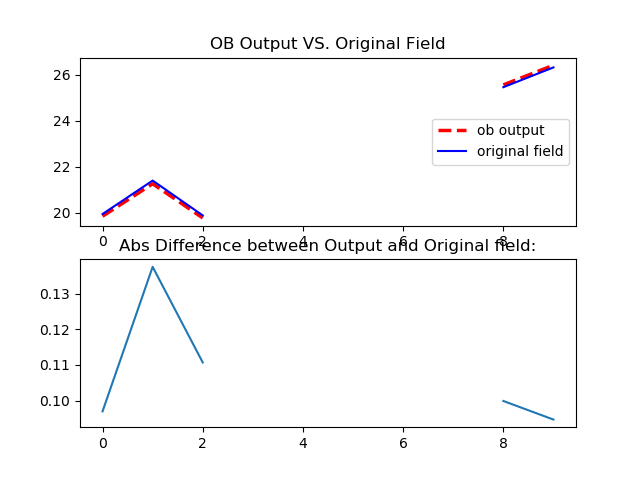 OB Output VS. Original Field
26
24
22
20
ob output
original field
0 2 4 6 8
Abs Difference between Output and Original field:
0.13
0.12
0.11
0.10
0 2 4 6 8